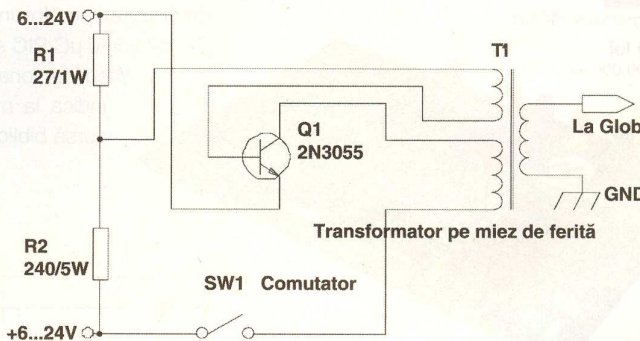 6...24V
R1
27/1W
T1
Q1
2N3055
La Glob
GND
Transformator pe miez de ferită
R2
240/5W
SW1 Comutator
+6...24V